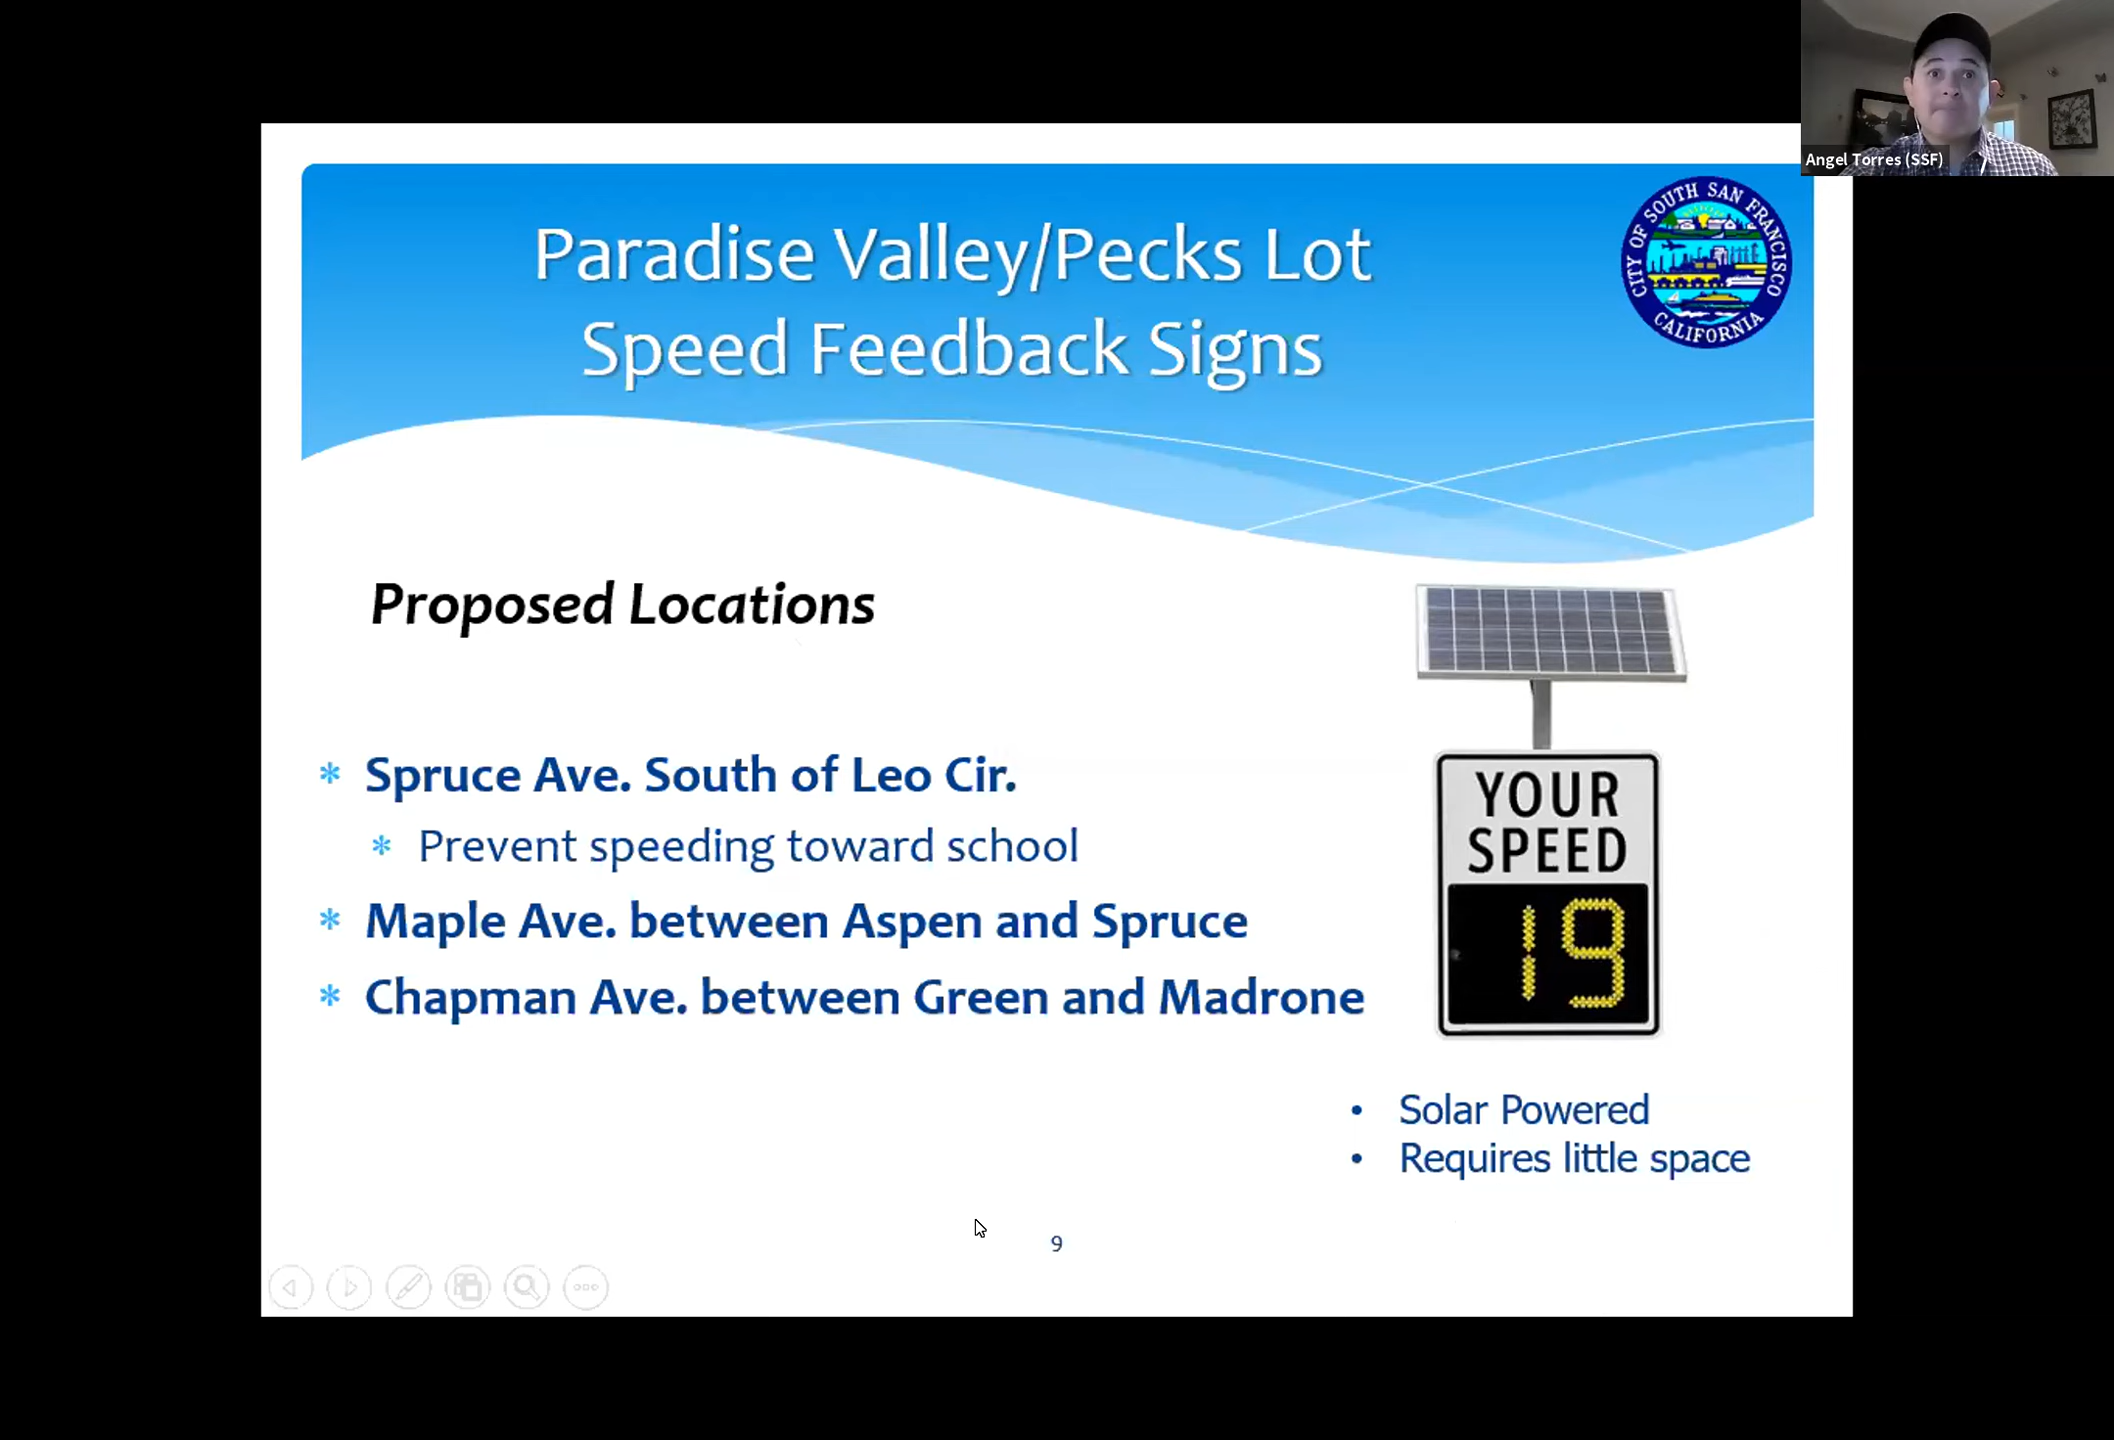 Angel Torres (SSF)
Paradise Valley/Pecks Lot
Speed Feedback Signs
CITY OF SOUTH SAN FRANCISCO
CALIFORNIA
Proposed Locations
* Spruce Ave. South of Leo Cir.
* Prevent speeding toward school
* Maple Ave. between Aspen and Spruce
* Chapman Ave. between Green and Madrone
YOUR
SPEED
19
• Solar Powered
• Requires little space
9